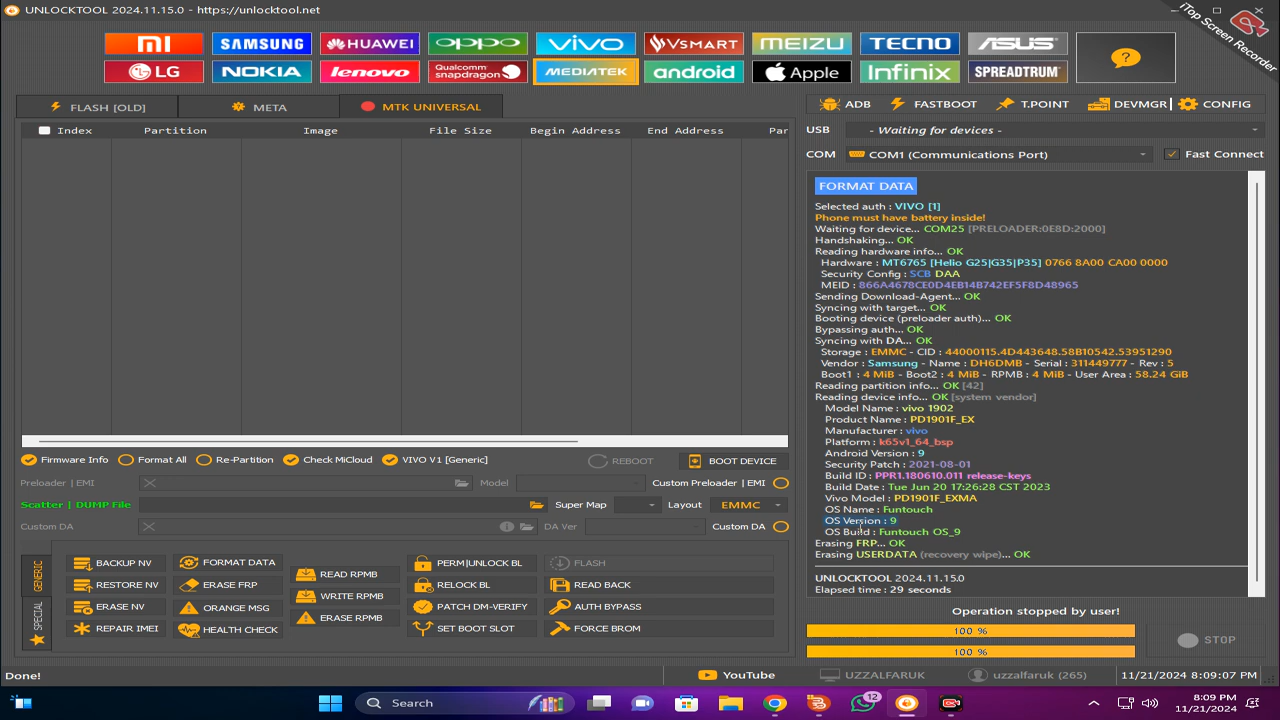 UNLOCKTOOL 2024.11.15.0 - https://unlocktool.net
iTop Screen Recorder
MI SAMSUNG HUAWEI OPPO VIVO VSMART MEIZU TECNO ASUS ?
LG NOKIA lenovo Qualcomm snapdragon MEDIATEK android Apple Infinix SPREADTRUM
FLASH [OLD] META MTK UNIVERSAL
ADB FASTBOOT T.POINT DEVMGR CONFIG
Index Partition Image File Size Begin Address End Address Par
USB - Waiting for devices -
COM COM1 (Communications Port) Fast Connect
FORMAT DATA
Selected auth : VIVO [1]
Phone must have battery inside!
Waiting for device... COM25 [PRELOADER:0E8D:2000]
Handshaking... OK
Reading hardware info... OK
Hardware : MT6765 [Helio G25|G35|P35] 0766 8A00 CA00 0000
Security Config : SCB DAA
MEID : 866A4678CE0D4EB14B742EF5F8D48965
Sending Download-Agent... OK
Syncing with target... OK
Booting device (preloader auth)... OK
Bypassing auth... OK
Syncing with DA... OK
Storage : EMMC - CID : 44000115.4D443648.58B10542.53951290
Vendor : Samsung - Name : DH6DMB - Serial : 311449777 - Rev : 5
Boot1 : 4 MiB - Boot2 : 4 MiB - RPMB : 4 MiB - User Area : 58.24 GiB
Reading partition info... OK [42]
Reading device info... OK [system vendor]
Model Name : vivo 1902
Product Name : PD1901F_EX
Manufacturer : vivo
Platform : k65v1_64_bsp
Android Version : 9
Security Patch : 2021-08-01
Build ID : PPR1.180610.011 release-keys
Build Date : Tue Jun 20 17:26:28 CST 2023
Vivo Model : PD1901F_EXMA
OS Name : Funtouch
OS Version : 9
OS Build : Funtouch OS_9
Erasing FRP... OK
Erasing USERDATA (recovery wipe)... OK
UNLOCKTOOL 2024.11.15.0
Elapsed time : 29 seconds
Firmware Info Format All Re-Partition Check MiCloud VIVO V1 [Generic] REBOOT BOOT DEVICE
Preloader | EMI Model Custom Preloader | EMI
Scatter | DUMP File Super Map Layout EMMC
Custom DA DA Ver Custom DA
GENERIC
SPECIAL
BACKUP NV FORMAT DATA READ RPMB PERM|UNLOCK BL FLASH
RESTORE NV ERASE FRP WRITE RPMB RELOCK BL READ BACK
ERASE NV ORANGE MSG ERASE RPMB PATCH DM-VERIFY AUTH BYPASS
REPAIR IMEI HEALTH CHECK SET BOOT SLOT FORCE BROM
Operation stopped by user!
100 %
100 %
STOP
Done! YouTube UZZALFARUK uzzalfaruk (265) 11/21/2024 8:09:07 PM
Search 12 8:09 PM
11/21/2024